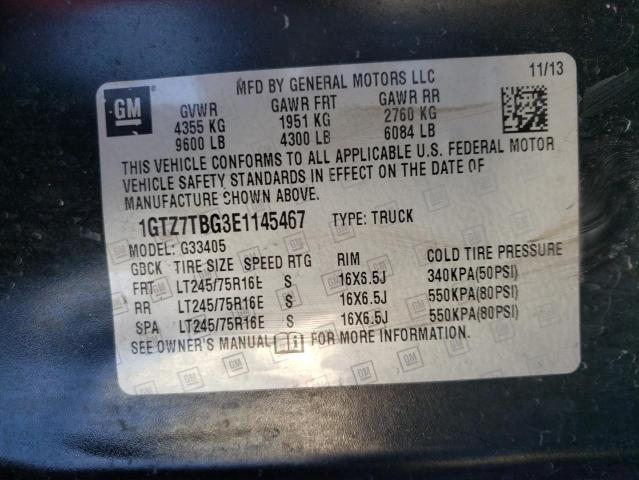 GM
MFD BY GENERAL MOTORS LLC 11/13
GVWR GAWR FRT GAWR RR
4355 KG 1951 KG 2760 KG
9600 LB 4300 LB 6084 LB
THIS VEHICLE CONFORMS TO ALL APPLICABLE U.S. FEDERAL MOTOR
VEHICLE SAFETY STANDARDS IN EFFECT ON THE DATE OF
MANUFACTURE SHOWN ABOVE.
1GTZ7TBG3E1145467 TYPE: TRUCK
MODEL: G33405
GBCK TIRE SIZE SPEED RTG RIM COLD TIRE PRESSURE
FRT LT245/75R16E S 16X6.5J 340KPA(50PSI)
RR LT245/75R16E S 16X6.5J 550KPA(80PSI)
SPA LT245/75R16E S 16X6.5J 550KPA(80PSI)
SEE OWNER'S MANUAL FOR MORE INFORMATION.